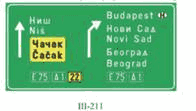 Ниш
Niš
Чачак
Čačak
E75 A1 22
Budapest H
Нови Сад
Novi Sad
Београд
Beograd
E75 A1
III-211